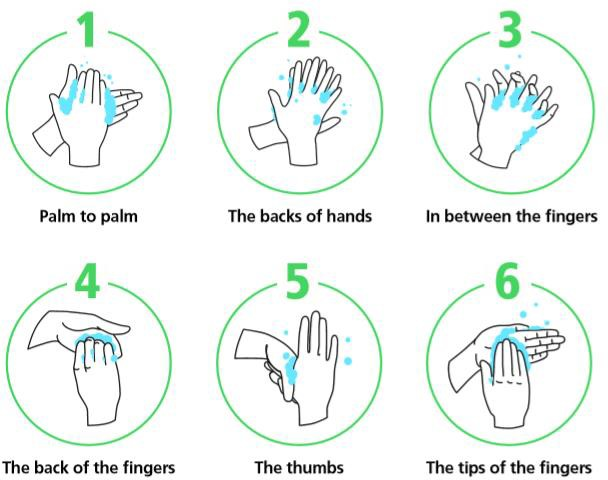 1
2
3
Palm to palm
The backs of hands
In between the fingers
4
5
6
The back of the fingers
The thumbs
The tips of the fingers